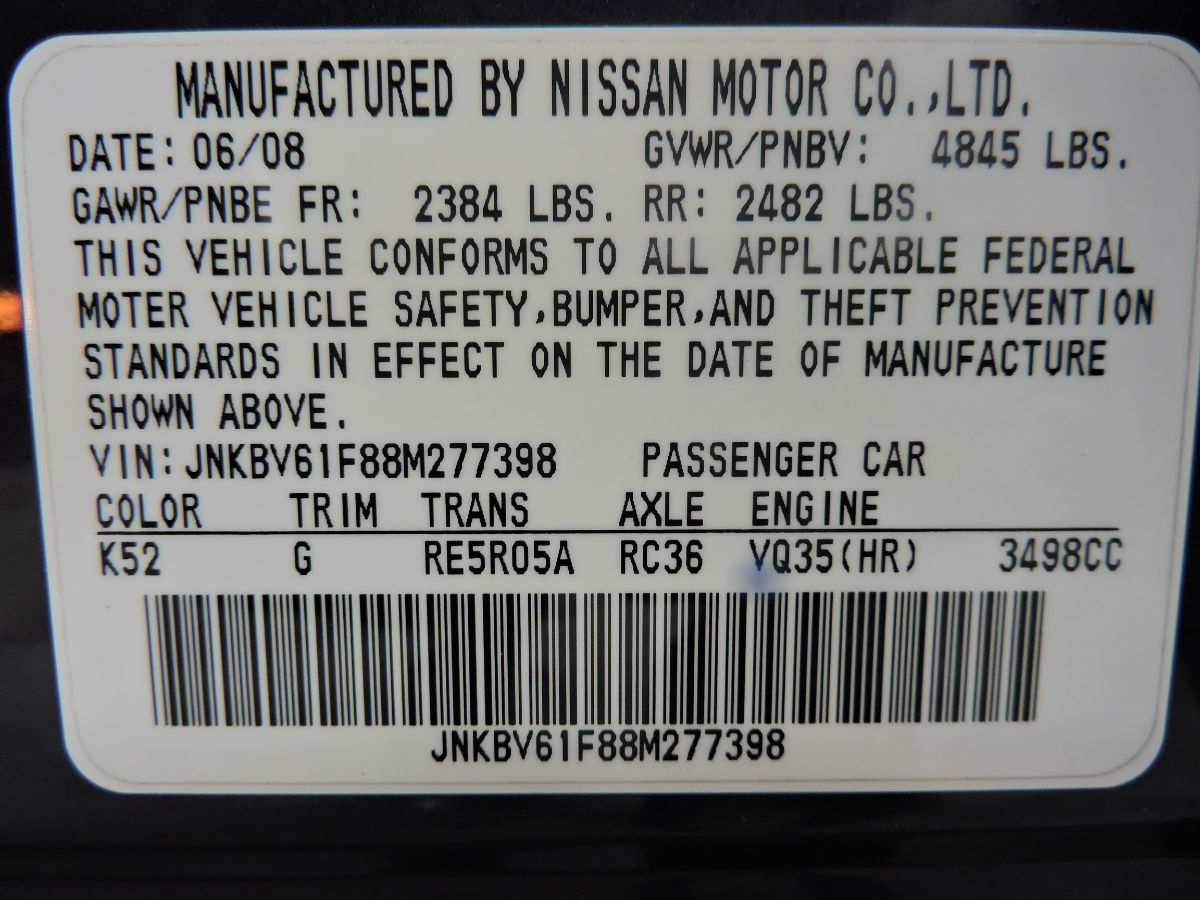 MANUFACTURED BY NISSAN MOTOR CO.,LTD.
DATE: 06/08 GVWR/PNBV: 4845 LBS.
GAWR/PNBE FR: 2384 LBS. RR: 2482 LBS.
THIS VEHICLE CONFORMS TO ALL APPLICABLE FEDERAL
MOTER VEHICLE SAFETY,BUMPER,AND THEFT PREVENTION
STANDARDS IN EFFECT ON THE DATE OF MANUFACTURE
SHOWN ABOVE.
VIN: JNKBV61F88M277398 PASSENGER CAR
COLOR TRIM TRANS AXLE ENGINE
K52 G RE5R05A RC36 VQ35(HR) 3498CC
JNKBV61F88M277398